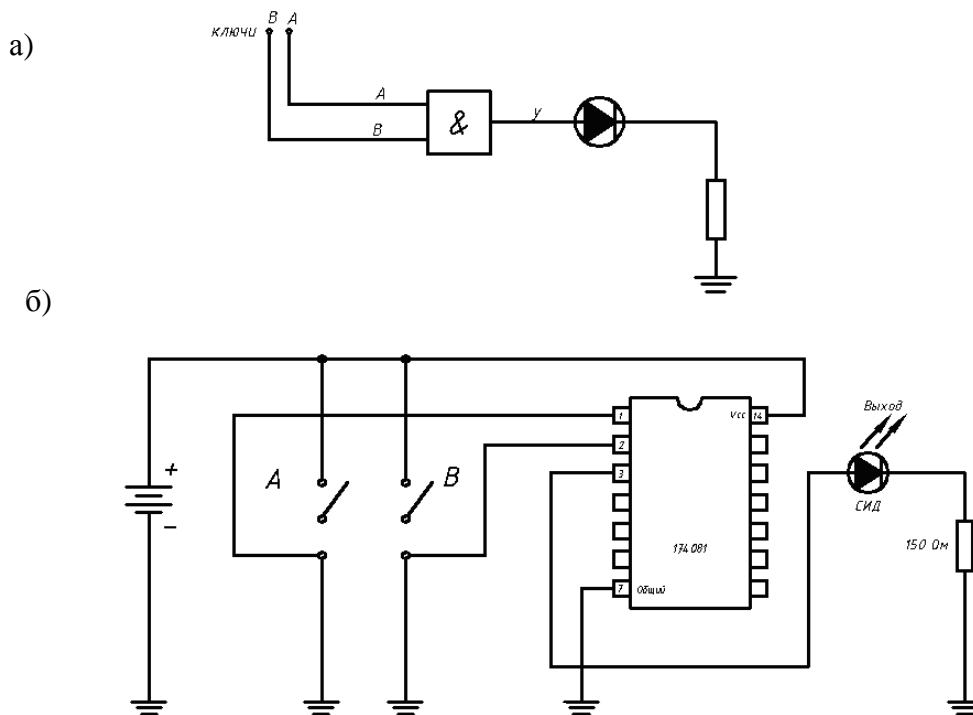 а)
B A
ключи
A
B
&
y
б)
Выход
1
Vcc 14
2
A
B
3
+
СИД
−
174 081
150 Ом
7 Общий